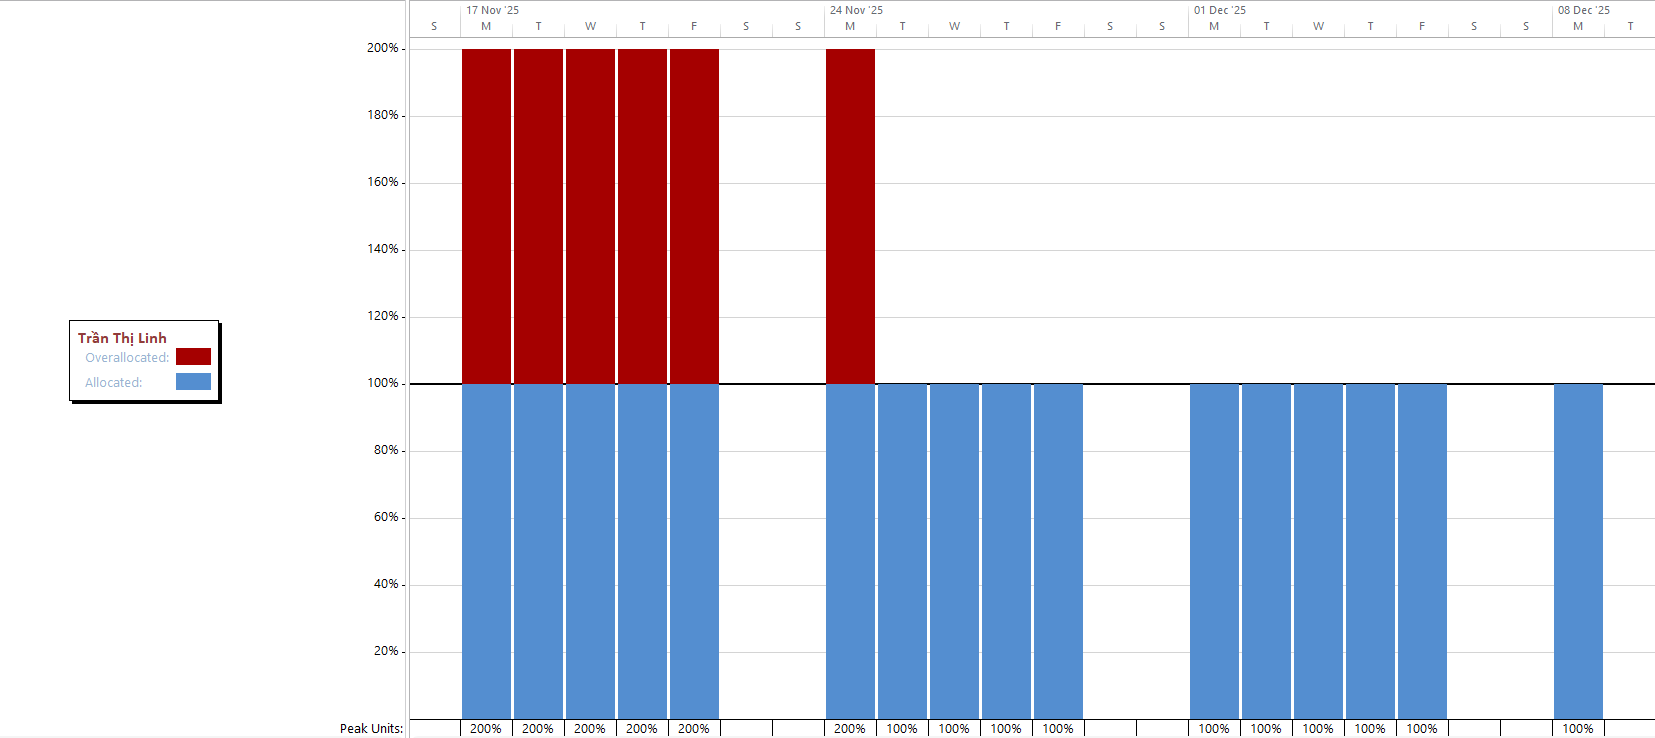 17 Nov '25 24 Nov '25 01 Dec '25 08 Dec '25
S M T W T F S S M T W T F S S M T W T F S S M T
200%
180%
160%
140%
120%
Trần Thị Linh
Overallocated:
Allocated:
100%
80%
60%
40%
20%
Peak Units: 200% 200% 200% 200% 200% 200% 100% 100% 100% 100% 100% 100% 100% 100% 100% 100%